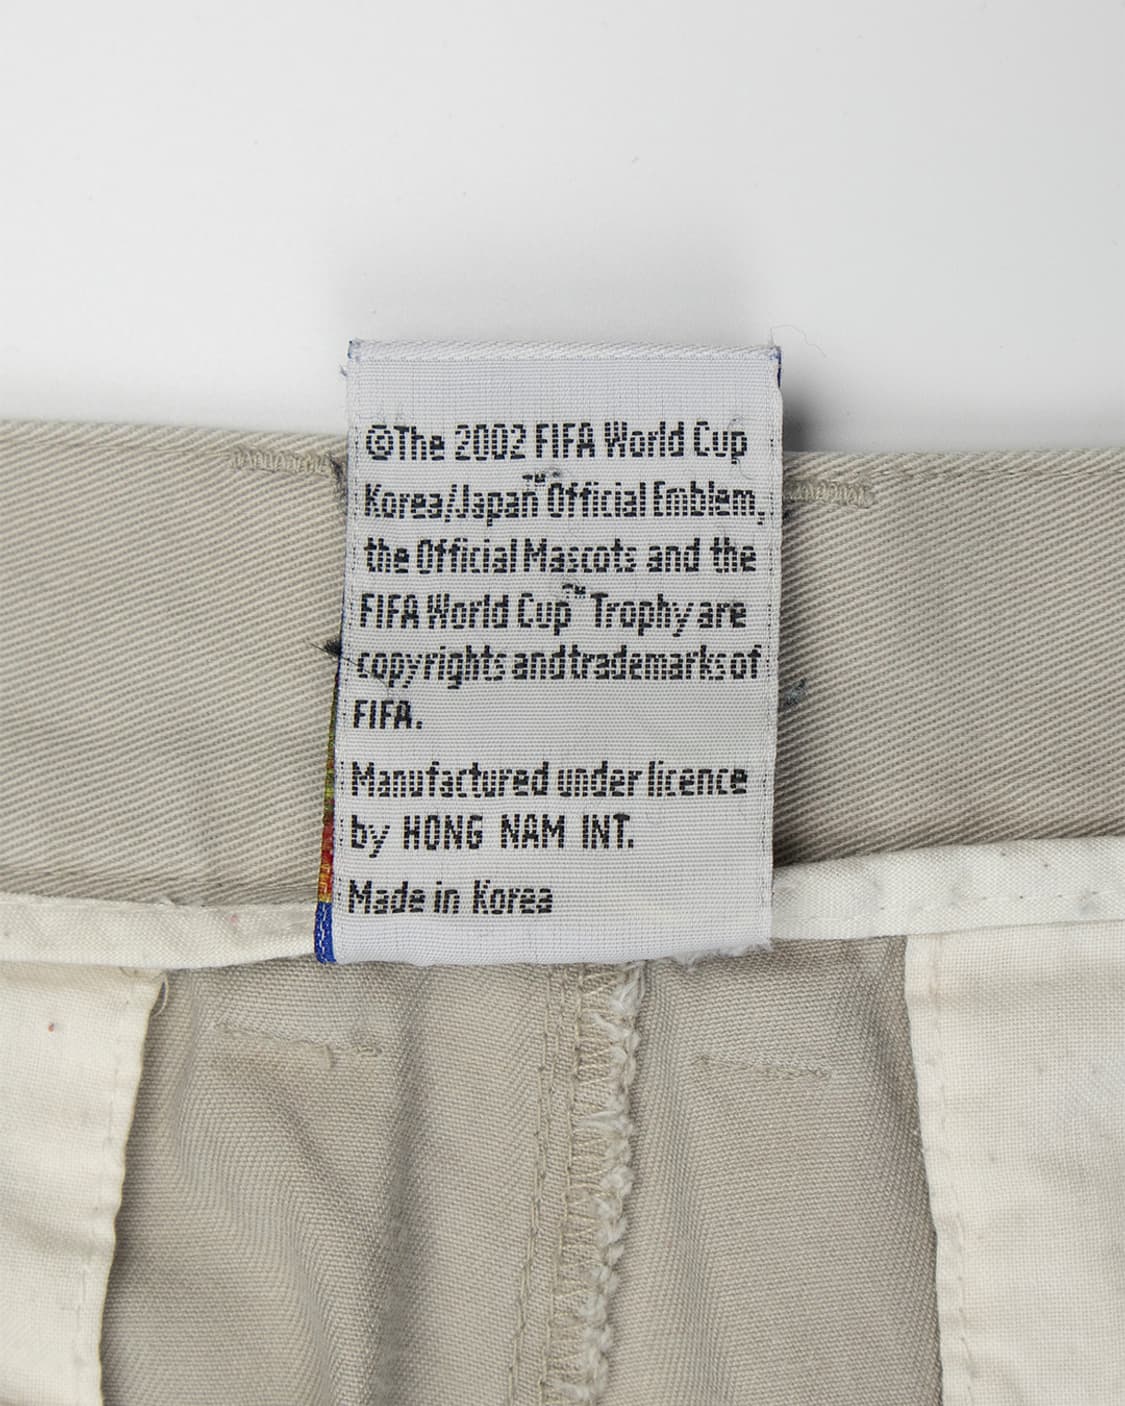 ©The 2002 FIFA World Cup
Korea/Japan™ Official Emblem,
the Official Mascots and the
FIFA World Cup™ Trophy are
copyrights and trademarks of
FIFA.
Manufactured under licence
by HONG NAM INT.
Made in Korea